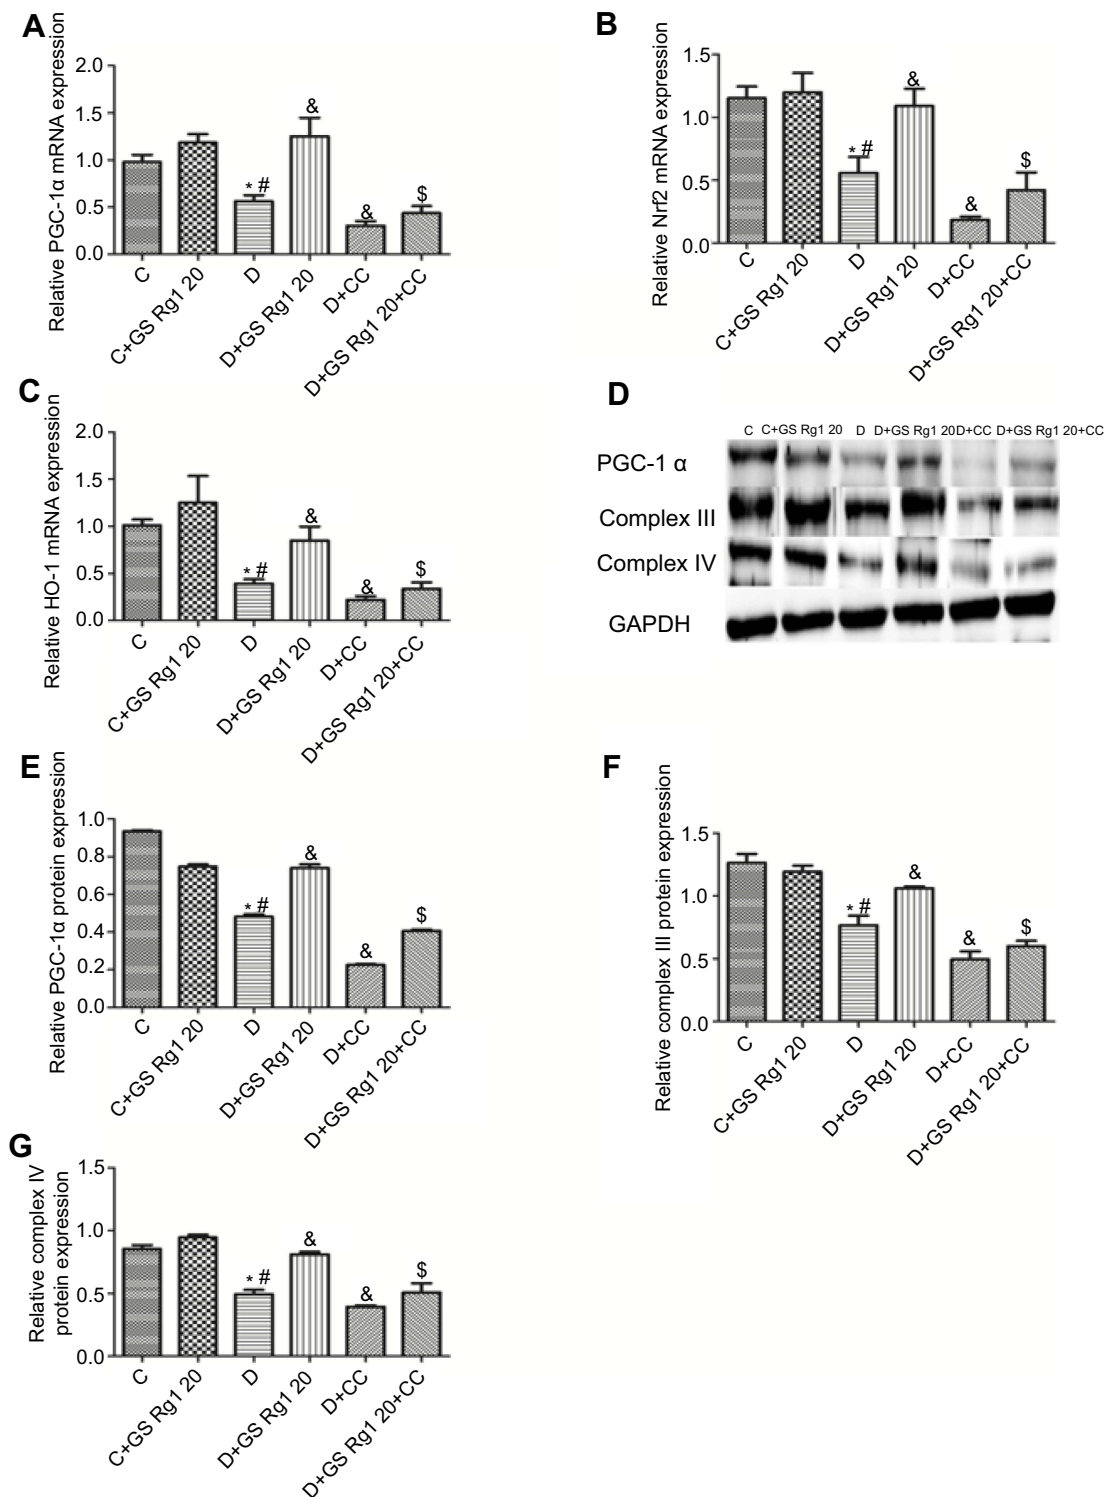 A
Relative PGC-1α mRNA expression
2.0
1.5
1.0
0.5
0.0
* #
&
&
$
C
C+GS Rg1 20
D
D+GS Rg1 20
D+CC
D+GS Rg1 20+CC
B
Relative Nrf2 mRNA expression
1.5
1.0
0.5
0.0
* #
&
&
$
C
C+GS Rg1 20
D
D+GS Rg1 20
D+CC
D+GS Rg1 20+CC
C
Relative HO-1 mRNA expression
2.0
1.5
1.0
0.5
0.0
* #
&
&
$
C
C+GS Rg1 20
D
D+GS Rg1 20
D+CC
D+GS Rg1 20+CC
D
C C+GS Rg1 20 D D+GS Rg1 20 D+CC D+GS Rg1 20+CC
PGC-1 α
Complex III
Complex IV
GAPDH
E
Relative PGC-1α protein expression
1.0
0.8
0.6
0.4
0.2
0.0
* #
&
&
$
C
C+GS Rg1 20
D
D+GS Rg1 20
D+CC
D+GS Rg1 20+CC
F
Relative complex III protein expression
1.5
1.0
0.5
0.0
* #
&
&
$
C
C+GS Rg1 20
D
D+GS Rg1 20
D+CC
D+GS Rg1 20+CC
G
Relative complex IV
protein expression
1.5
1.0
0.5
0.0
* #
&
&
$
C
C+GS Rg1 20
D
D+GS Rg1 20
D+CC
D+GS Rg1 20+CC